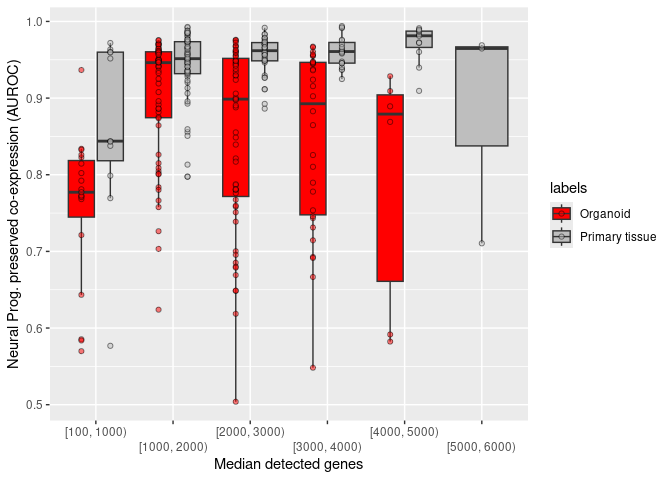 Neural Prog. preserved co-expression (AUROC)
1.0
0.9
0.8
0.7
0.6
0.5
[100, 1000)
[1000, 2000)
[2000, 3000)
[3000, 4000)
[4000, 5000)
[5000, 6000)
Median detected genes
labels
Organoid
Primary tissue